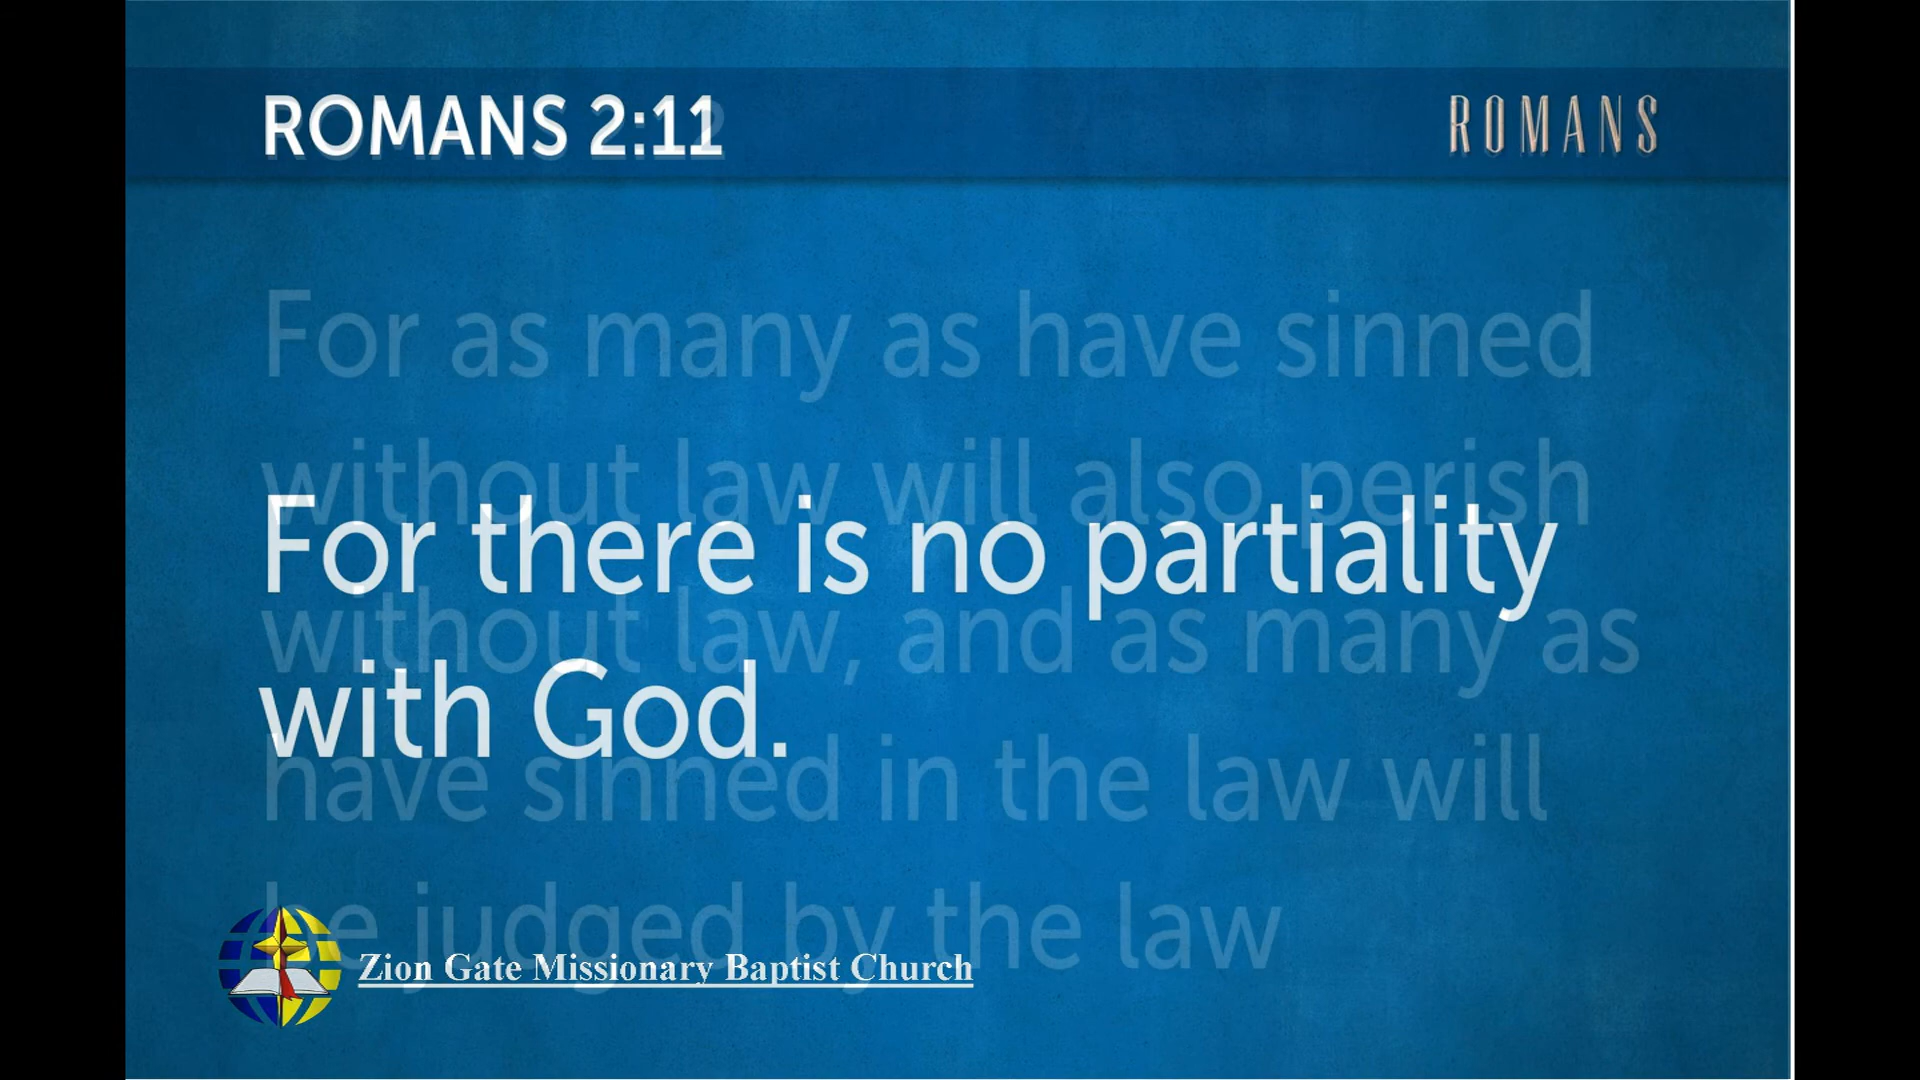 ROMANS 2:11
ROMANS
For as many as have sinned
without law will also perish
For there is no partiality
without law, and as many as
with God.
have sinned in the law will
be judged by the law
Zion Gate Missionary Baptist Church